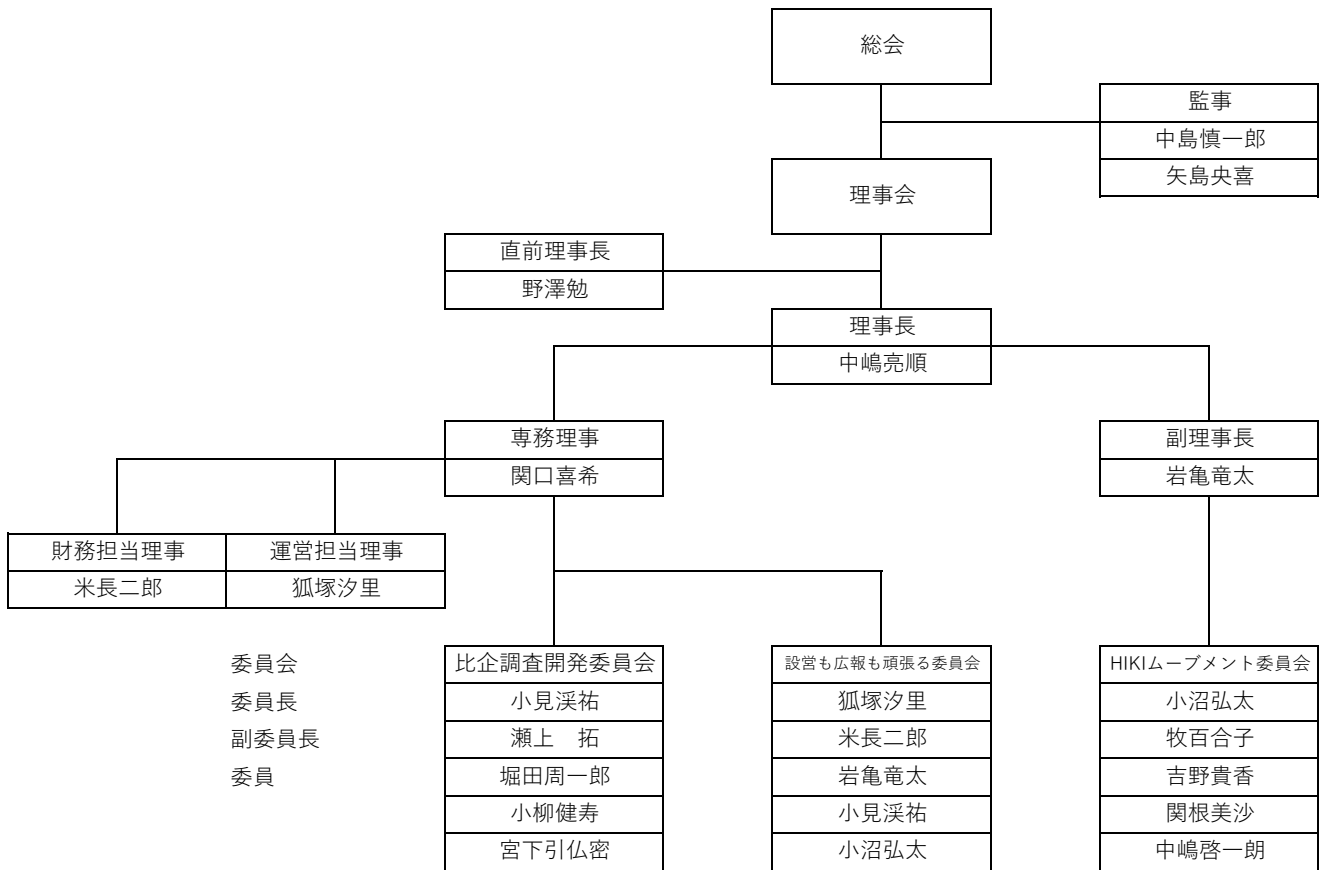 総会
監事
中島慎一郎
矢島央喜
理事会
直前理事長
野澤勉
理事長
中嶋亮順
専務理事
関口喜希
副理事長
岩亀竜太
財務担当理事
米長二郎
運営担当理事
狐塚汐里
委員会
委員長
副委員長
委員
比企調査開発委員会
小見渓祐
瀬上 拓
堀田周一郎
小柳健寿
宮下引仏密
設営も広報も頑張る委員会
狐塚汐里
米長二郎
岩亀竜太
小見渓祐
小沼弘太
HIKIムーブメント委員会
小沼弘太
牧百合子
吉野貴香
関根美沙
中嶋啓一朗